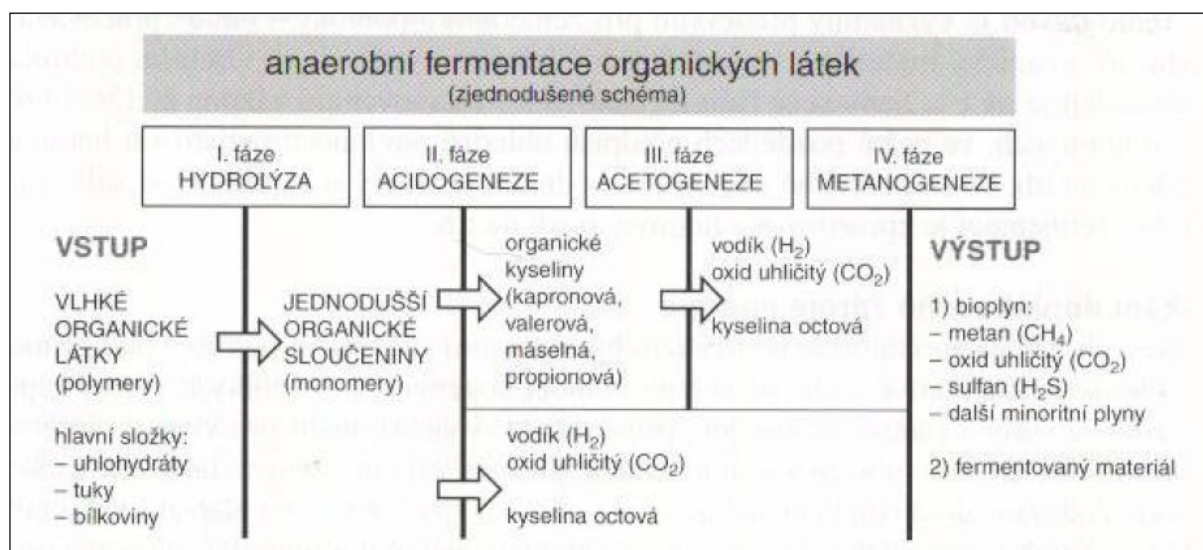 anaerobní fermentace organických látek
(zjednodušené schéma)
I. fáze
HYDROLÝZA
II. fáze
ACIDOGENEZE
III. fáze
ACETOGENEZE
IV. fáze
METANOGENEZE
VSTUP
VLHKÉ
ORGANICKÉ
LÁTKY
(polymery)
hlavní složky:
– uhlohydráty
– tuky
– bílkoviny
JEDNODUŠŠÍ
ORGANICKÉ
SLOUČENINY
(monomery)
organické
kyseliny
(kapronová,
valerová,
máselná,
propionová)
vodík (H₂)
oxid uhličitý (CO₂)
kyselina octová
vodík (H₂)
oxid uhličitý (CO₂)
kyselina octová
VÝSTUP
1) bioplyn:
– metan (CH₄)
– oxid uhličitý (CO₂)
– sulfan (H₂S)
– další minoritní plyny
2) fermentovaný materiál